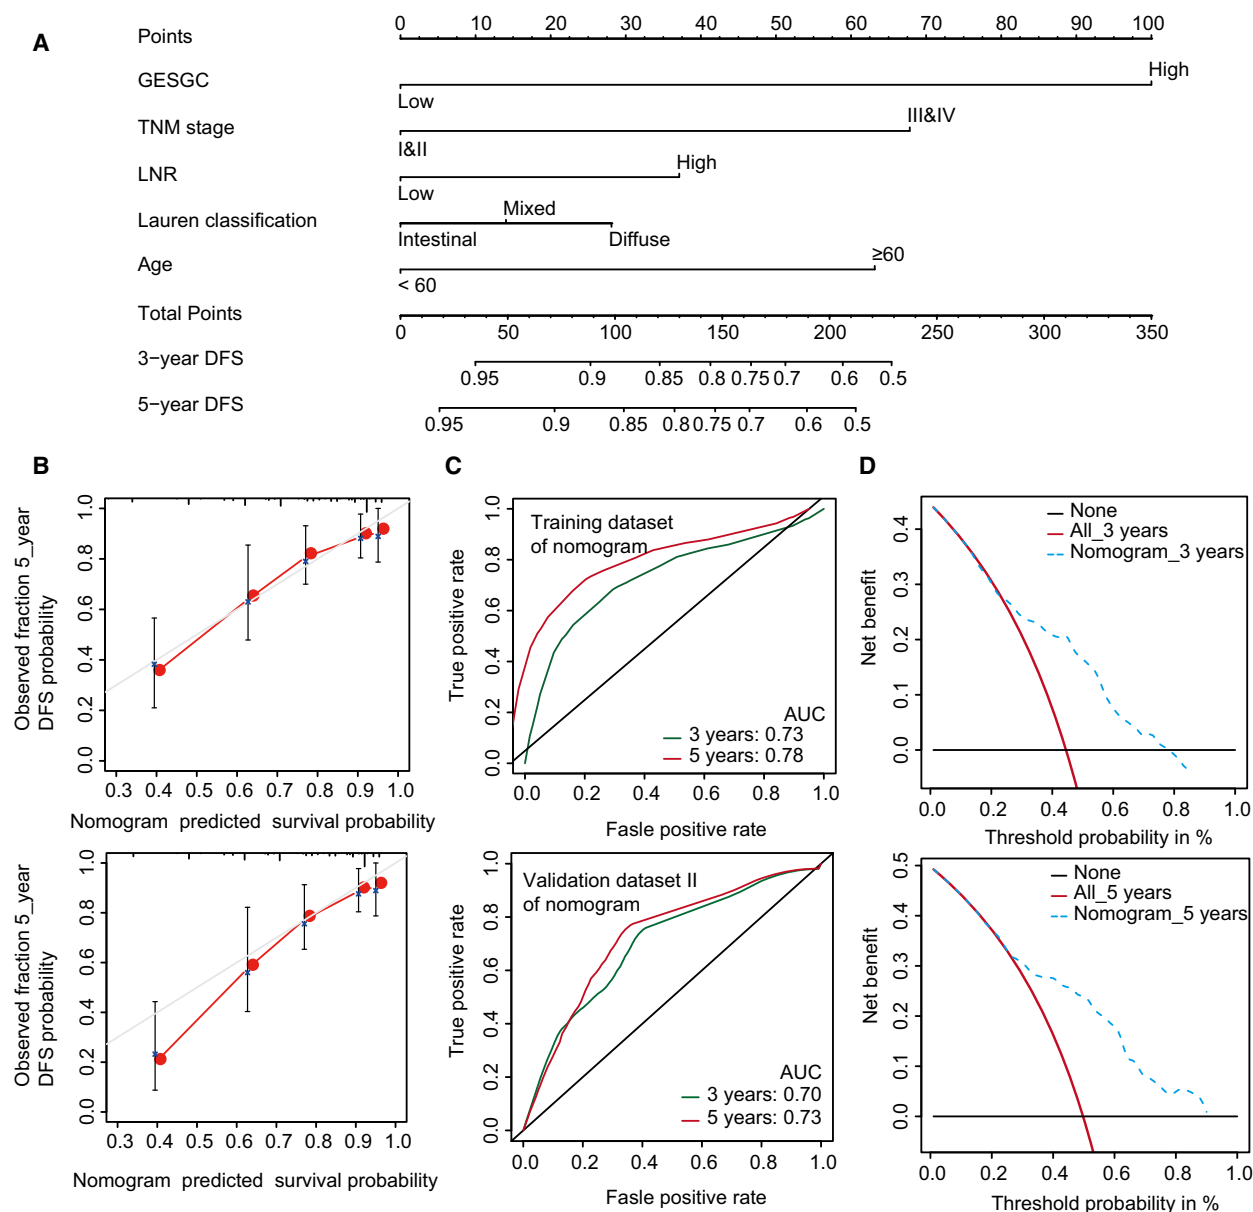 A
Points
0 10 20 30 40 50 60 70 80 90 100
GESGC
High
Low
TNM stage
III&IV
I&II
LNR
High
Low
Lauren classification
Mixed
Intestinal Diffuse
Age
≥60
< 60
Total Points
0 50 100 150 200 250 300 350
3−year DFS
0.95 0.9 0.85 0.8 0.75 0.7 0.6 0.5
5−year DFS
0.95 0.9 0.85 0.8 0.75 0.7 0.6 0.5
B
Observed fraction 5_year
DFS probability
0.0 0.2 0.4 0.6 0.8 1.0
0.3 0.4 0.5 0.6 0.7 0.8 0.9 1.0
Nomogram predicted survival probability
Observed fraction 5_year
DFS probability
0.0 0.2 0.4 0.6 0.8 1.0
0.3 0.4 0.5 0.6 0.7 0.8 0.9 1.0
Nomogram predicted survival probability
C
True positive rate
0.0 0.2 0.4 0.6 0.8 1.0
Training dataset
of nomogram
AUC
3 years: 0.73
5 years: 0.78
0.0 0.2 0.4 0.6 0.8 1.0
Fasle positive rate
True positive rate
0.0 0.2 0.4 0.6 0.8 1.0
Validation dataset II
of nomogram
AUC
3 years: 0.70
5 years: 0.73
0.0 0.2 0.4 0.6 0.8 1.0
Fasle positive rate
D
Net benefit
0.0 0.1 0.2 0.3 0.4
None
All_3 years
Nomogram_3 years
0.0 0.2 0.4 0.6 0.8 1.0
Threshold probability in %
Net benefit
0.0 0.1 0.2 0.3 0.4 0.5
None
All_5 years
Nomogram_5 years
0.0 0.2 0.4 0.6 0.8 1.0
Threshold probability in %